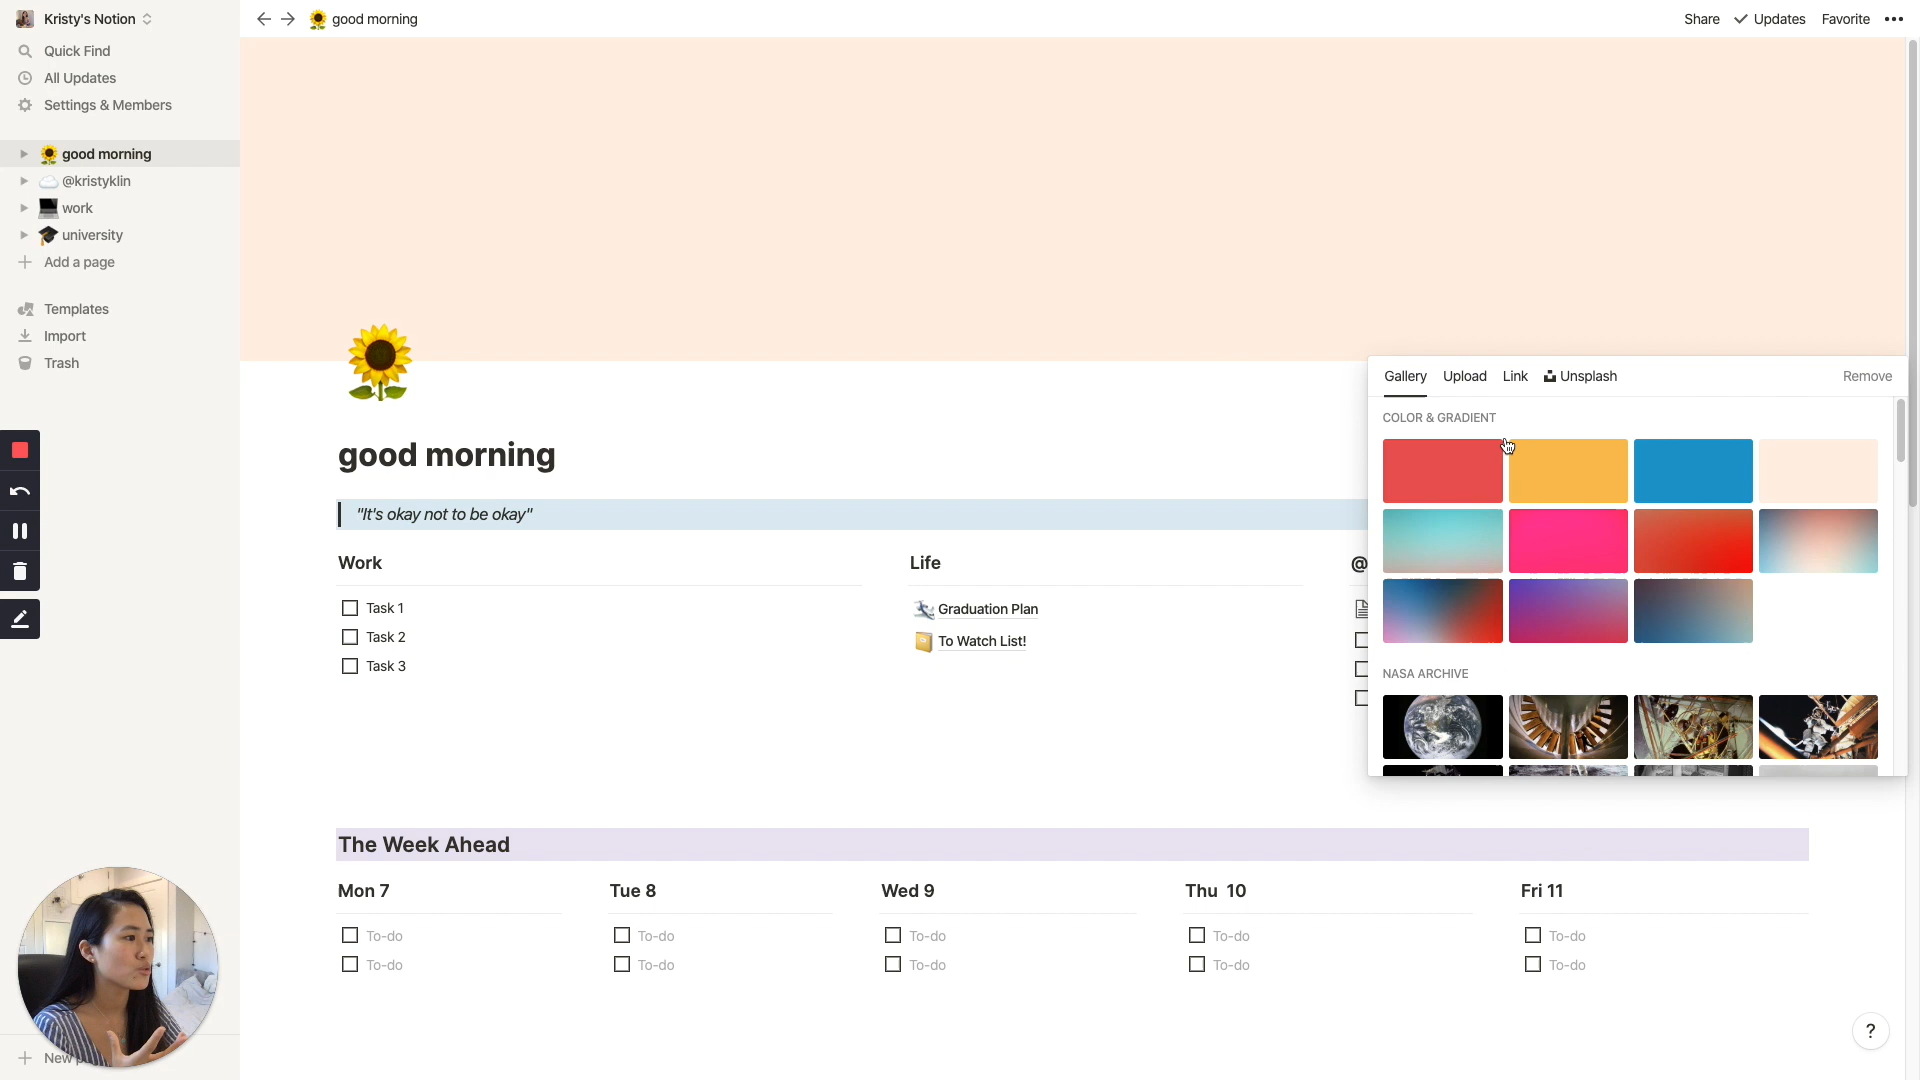 Kristy's Notion
good morning
Share
Updates
Favorite
Quick Find
All Updates
Settings & Members
good morning
@kristyklin
work
university
Add a page
Templates
Import
Trash
Gallery
Upload
Link
Unsplash
Remove
COLOR & GRADIENT
NASA ARCHIVE
good morning
"It's okay not to be okay"
Work
Task 1
Task 2
Task 3
Life
Graduation Plan
To Watch List!
@
The Week Ahead
Mon 7
To-do
To-do
Tue 8
To-do
To-do
Wed 9
To-do
To-do
Thu 10
To-do
To-do
Fri 11
To-do
To-do
New
?